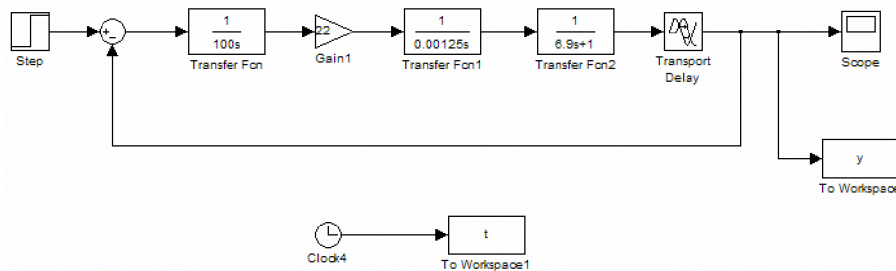 1
100s
22
1
0.00125s
1
6.9s+1
Step
Transfer Fcn
Gain1
Transfer Fcn1
Transfer Fcn2
Transport
Delay
Scope
y
To Workspace
t
Clock4
To Workspace1